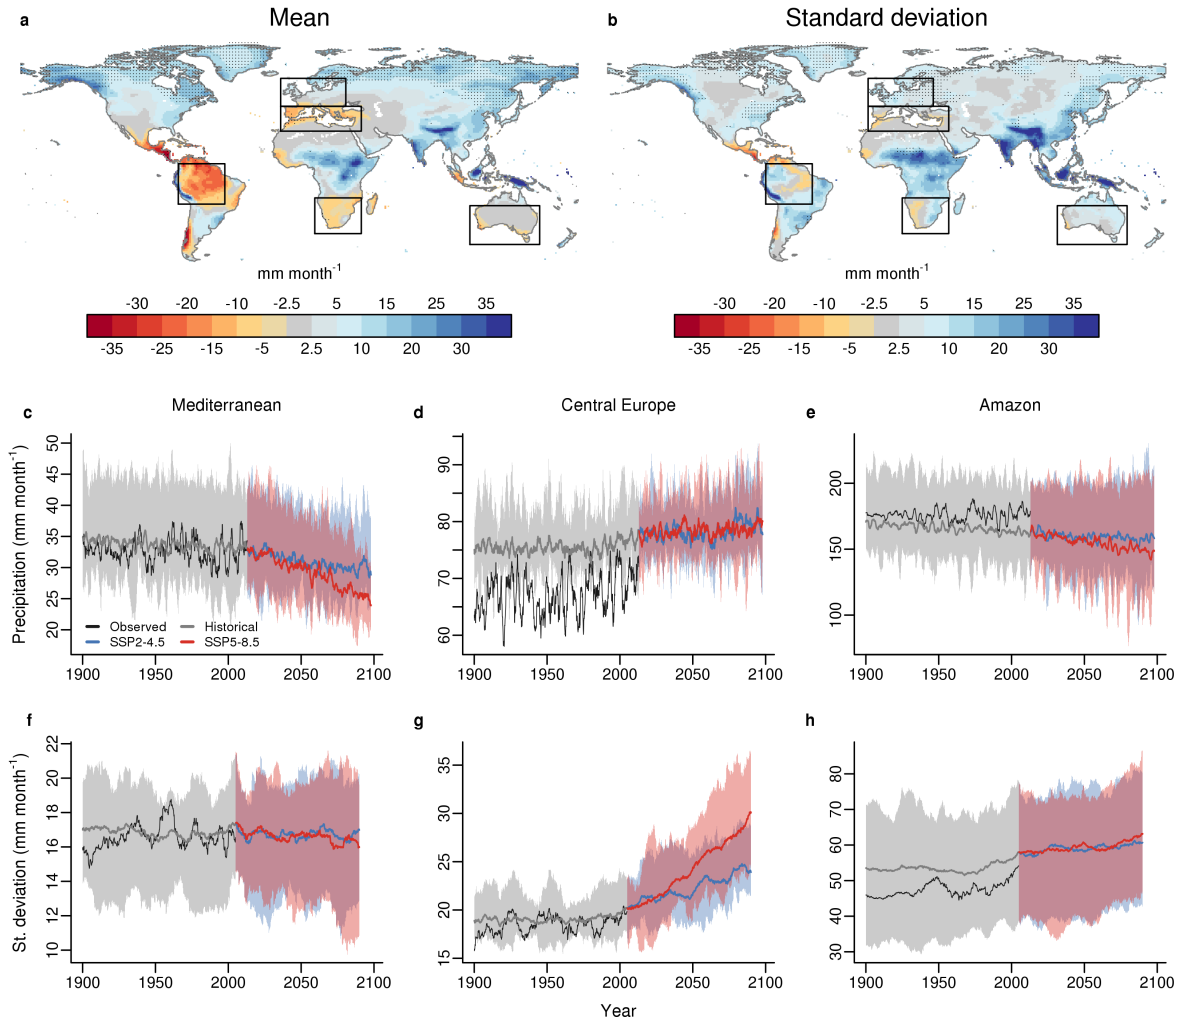 a Mean
b Standard deviation
mm month-1
-30 -20 -10 -2.5 5 15 25 35
-35 -25 -15 -5 2.5 10 20 30
mm month-1
-30 -20 -10 -2.5 5 15 25 35
-35 -25 -15 -5 2.5 10 20 30
c Mediterranean
Precipitation (mm month-1)
50
45
40
35
30
25
20
Observed Historical
SSP2-4.5 SSP5-8.5
1900 1950 2000 2050 2100
d Central Europe
90
80
70
60
1900 1950 2000 2050 2100
e Amazon
200
150
100
1900 1950 2000 2050 2100
f
St. deviation (mm month-1)
22
20
18
16
14
12
10
1900 1950 2000 2050 2100
g
35
30
25
20
15
1900 1950 2000 2050 2100
h
80
70
60
50
40
30
1900 1950 2000 2050 2100
Year